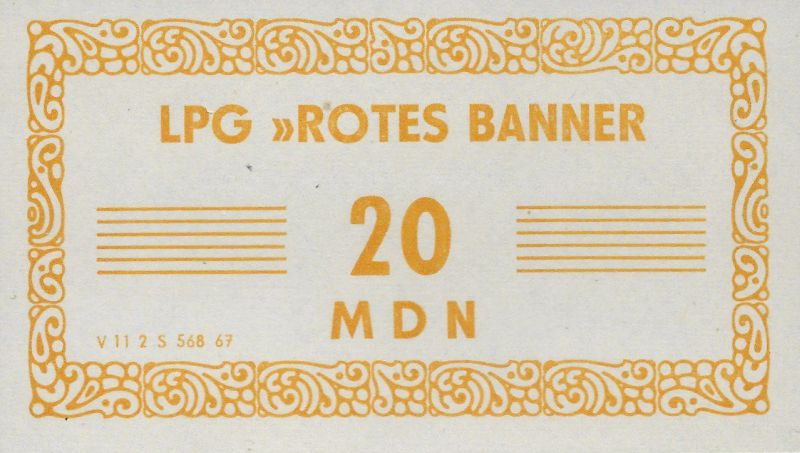 LPG »ROTES BANNER
20
MDN
V 11 2 S 568 67